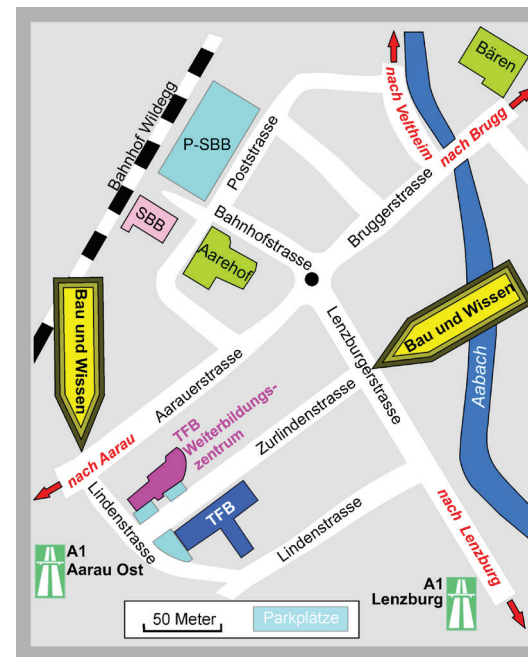 Bären
nach Veltheim
nach Brugg
Bahnhof Wildegg
P-SBB
Poststrasse
SBB
Bahnhofstrasse
Bruggerstrasse
Aarehof
Bau und Wissen
Bau und Wissen
Lenzburgerstrasse
Aabach
Aarauerstrasse
TFB
Weiterbildungs-
zentrum
Zurlindenstrasse
nach Aarau
Lindenstrasse
TFB
Lindenstrasse
nach Lenzburg
A1
Aarau Ost
A1
Lenzburg
50 Meter
Parkplätze